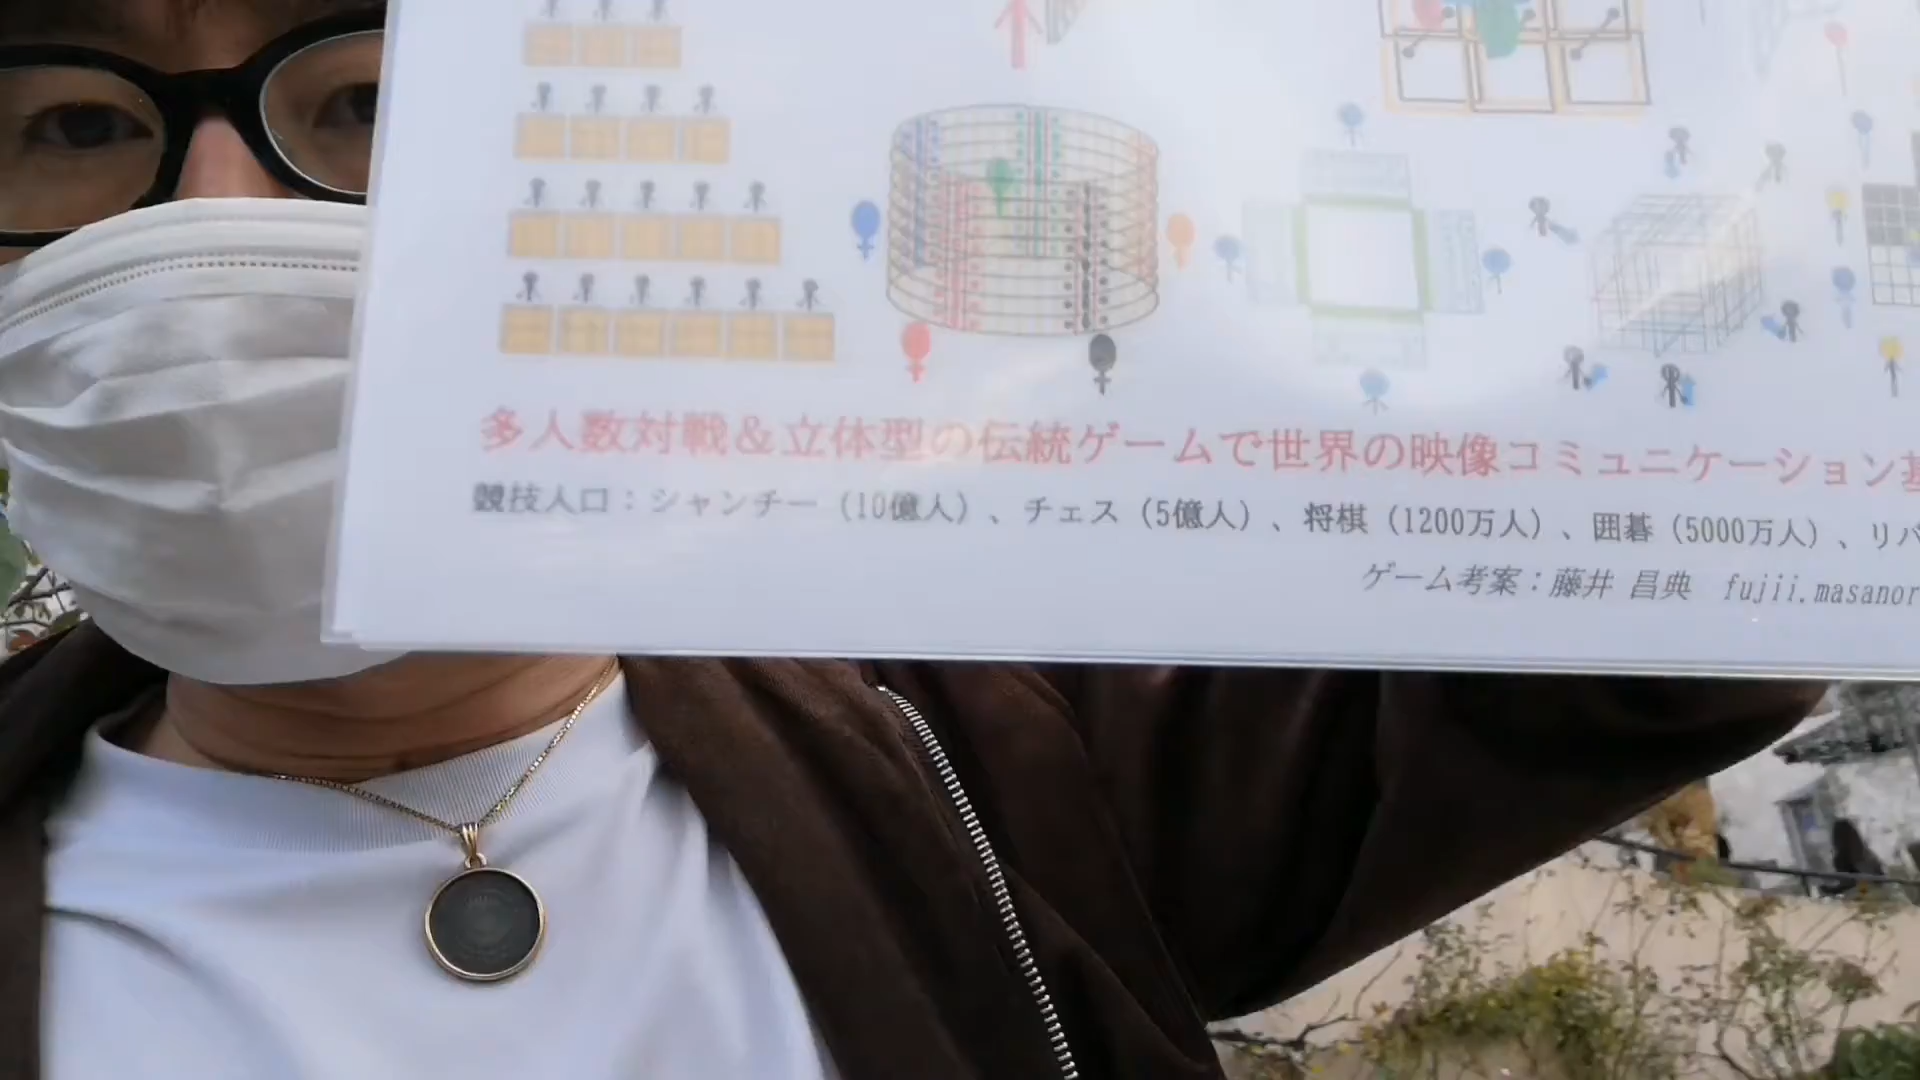 多人数対戦＆立体型の伝統ゲームで世界の映像コミュニケーション基
競技人口：シャンチー（10億人）、チェス（5億人）、将棋（1200万人）、囲碁（5000万人）、リバ
ゲーム考案：藤井 昌典 fujii.masanor